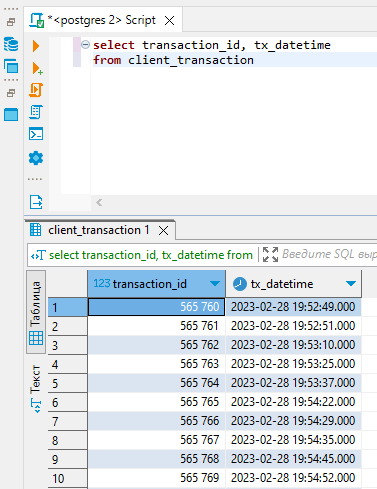 *<postgres 2> Script
select transaction_id, tx_datetime
from client_transaction
client_transaction 1
select transaction_id, tx_datetime from
Введите SQL выр
Таблица
Текст
123 transaction_id tx_datetime
1 565 760 2023-02-28 19:52:49.000
2 565 761 2023-02-28 19:52:51.000
3 565 762 2023-02-28 19:53:10.000
4 565 763 2023-02-28 19:53:25.000
5 565 764 2023-02-28 19:53:37.000
6 565 765 2023-02-28 19:54:22.000
7 565 766 2023-02-28 19:54:29.000
8 565 767 2023-02-28 19:54:35.000
9 565 768 2023-02-28 19:54:45.000
10 565 769 2023-02-28 19:54:52.000